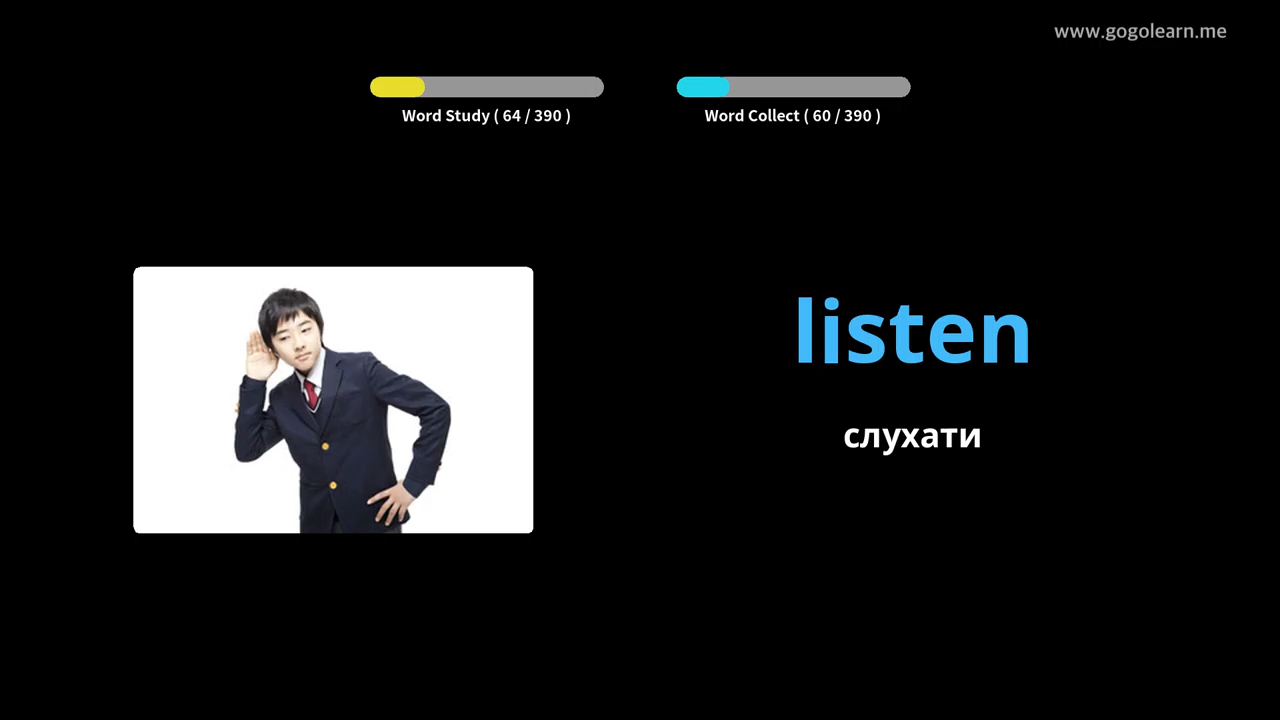 www.gogolearn.me
Word Study ( 64 / 390 )
Word Collect ( 60 / 390 )
listen
слухати